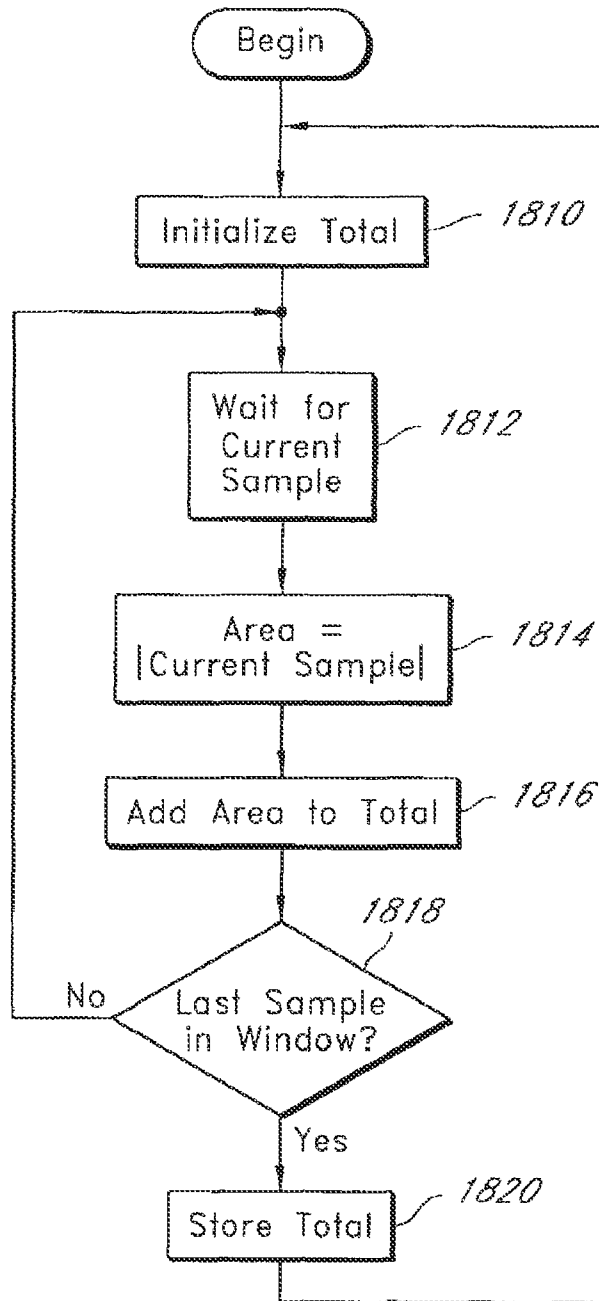 Begin
Initialize Total
1810
Wait for
Current
Sample
1812
Area =
|Current Sample|
1814
Add Area to Total
1816
1818
Last Sample
in Window?
No
Yes
Store Total
1820